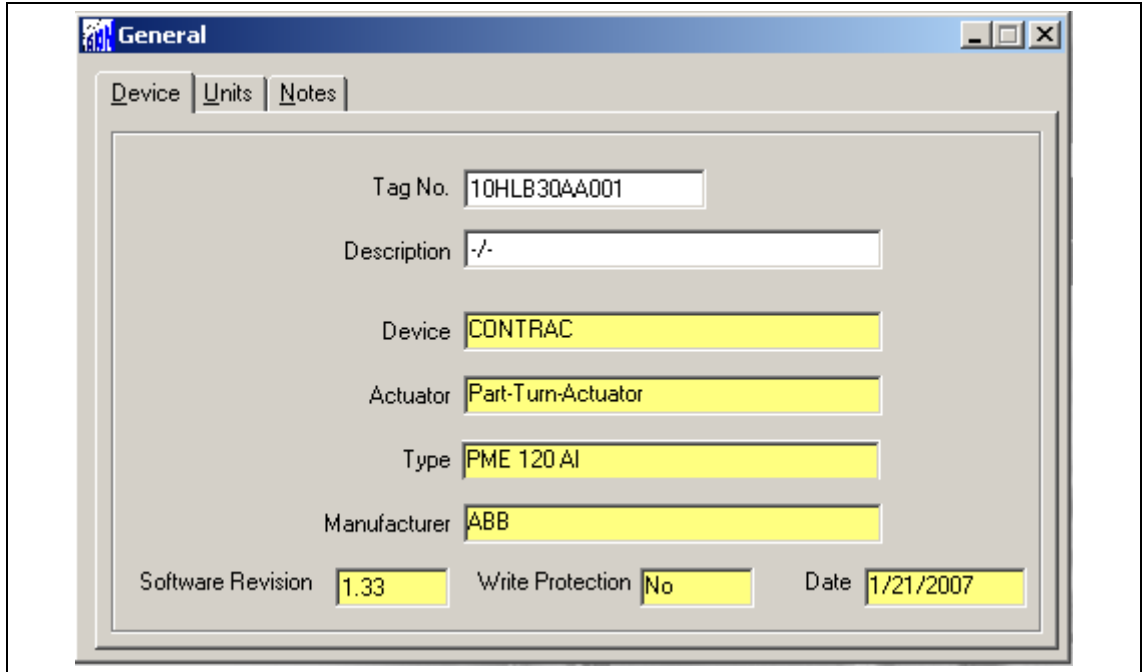 General
Device Units Notes
Tag No. 10HLB30AA001
Description -/-
Device CONTRAC
Actuator Part-Turn-Actuator
Type PME 120 AI
Manufacturer ABB
Software Revision 1.33 Write Protection No Date 1/21/2007